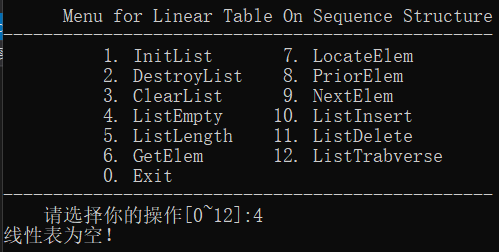 Menu for Linear Table On Sequence Structure
-------------------------------------------------
1. InitList 7. LocateElem
2. DestroyList 8. PriorElem
3. ClearList 9. NextElem
4. ListEmpty 10. ListInsert
5. ListLength 11. ListDelete
6. GetElem 12. ListTrabverse
0. Exit
-------------------------------------------------
请选择你的操作[0~12]:4
线性表为空!